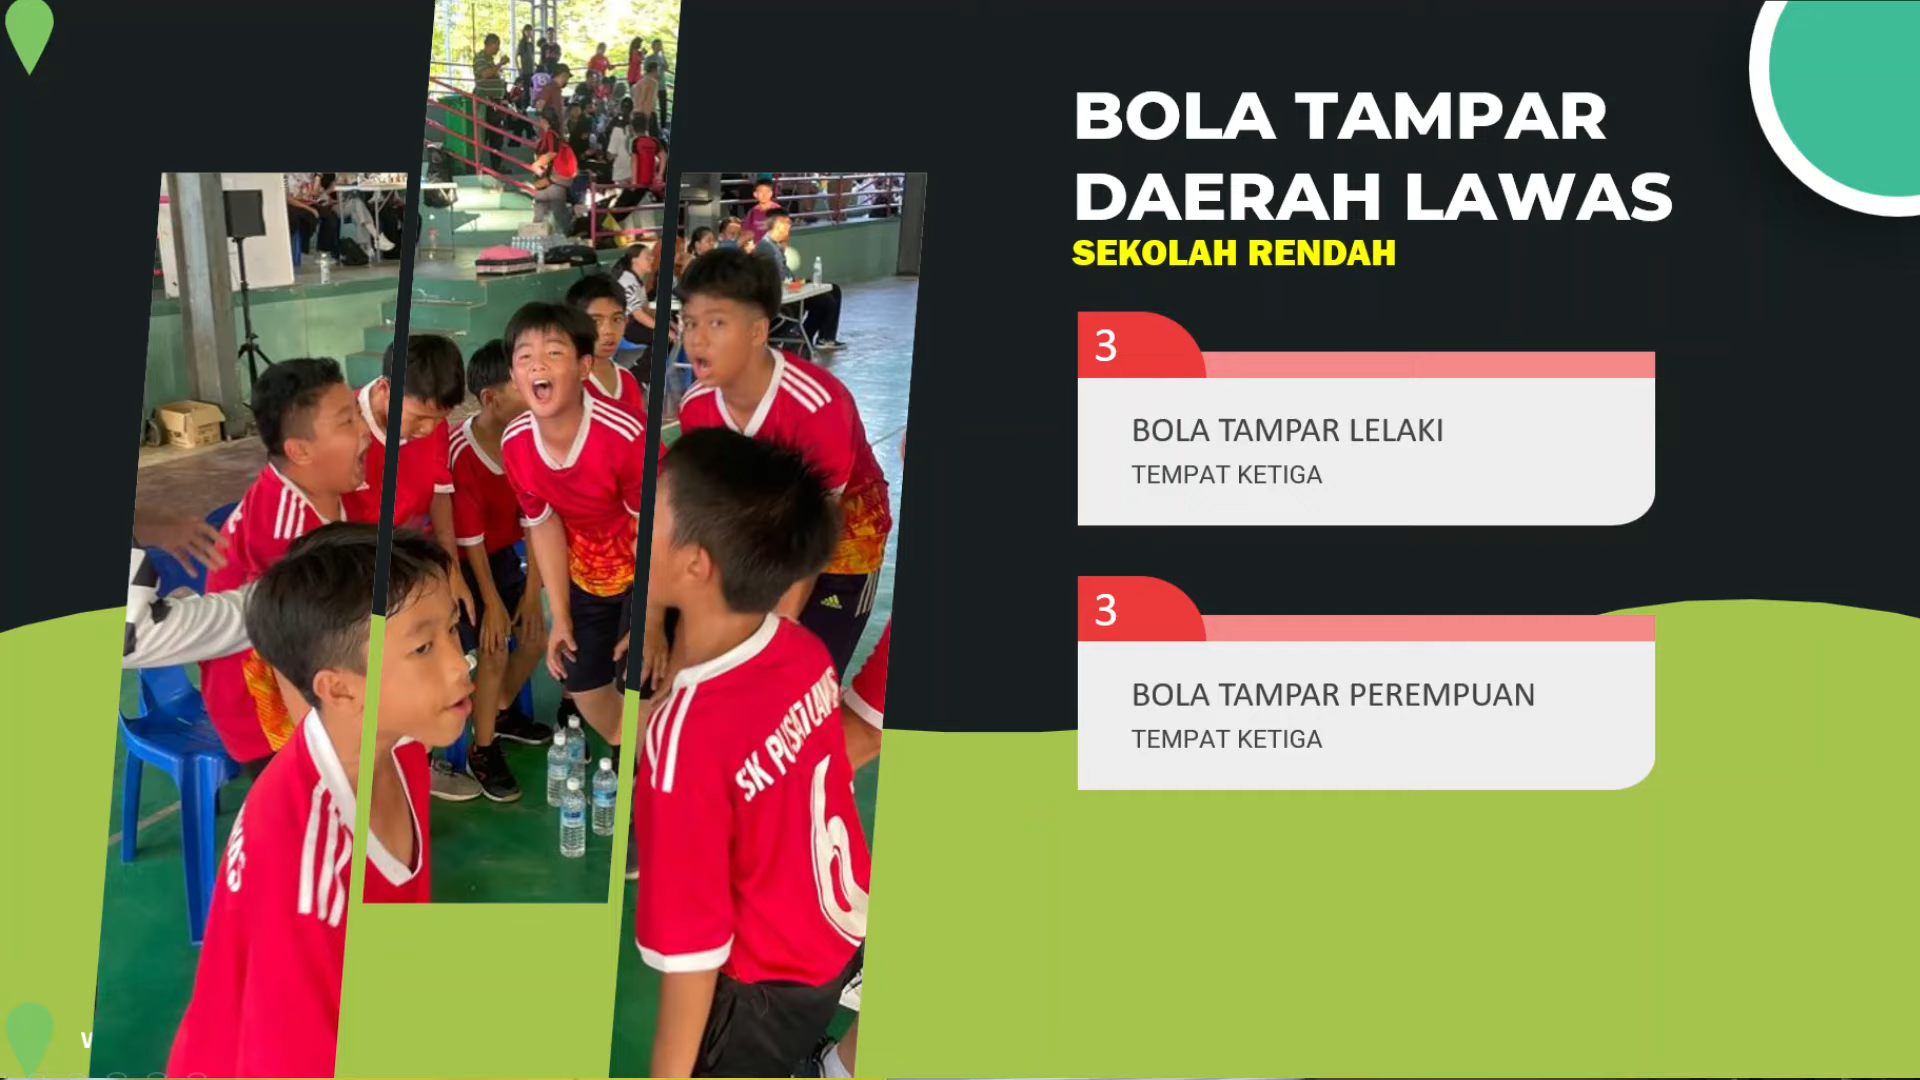 BOLA TAMPAR
DAERAH LAWAS
SEKOLAH RENDAH
3
BOLA TAMPAR LELAKI
TEMPAT KETIGA
3
BOLA TAMPAR PEREMPUAN
TEMPAT KETIGA
SK PUSAT LAWAS
6